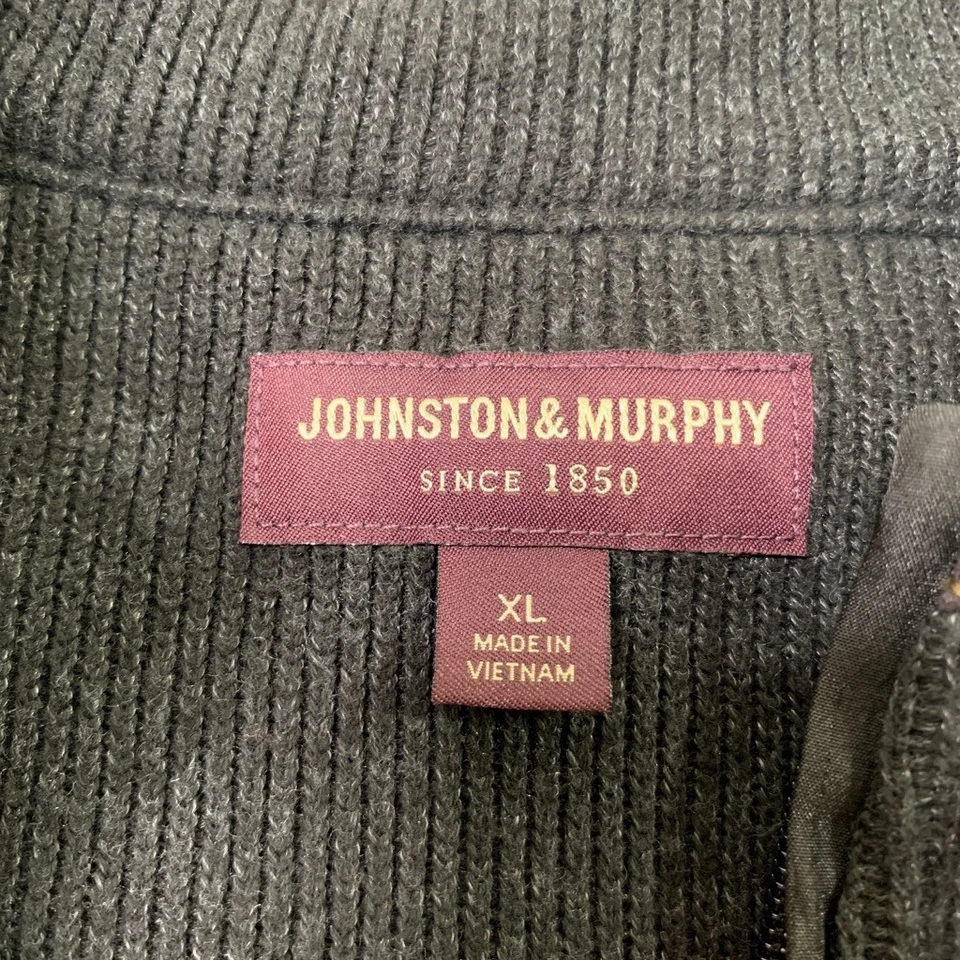 JOHNSTON & MURPHY
SINCE 1850
XL
MADE IN
VIETNAM